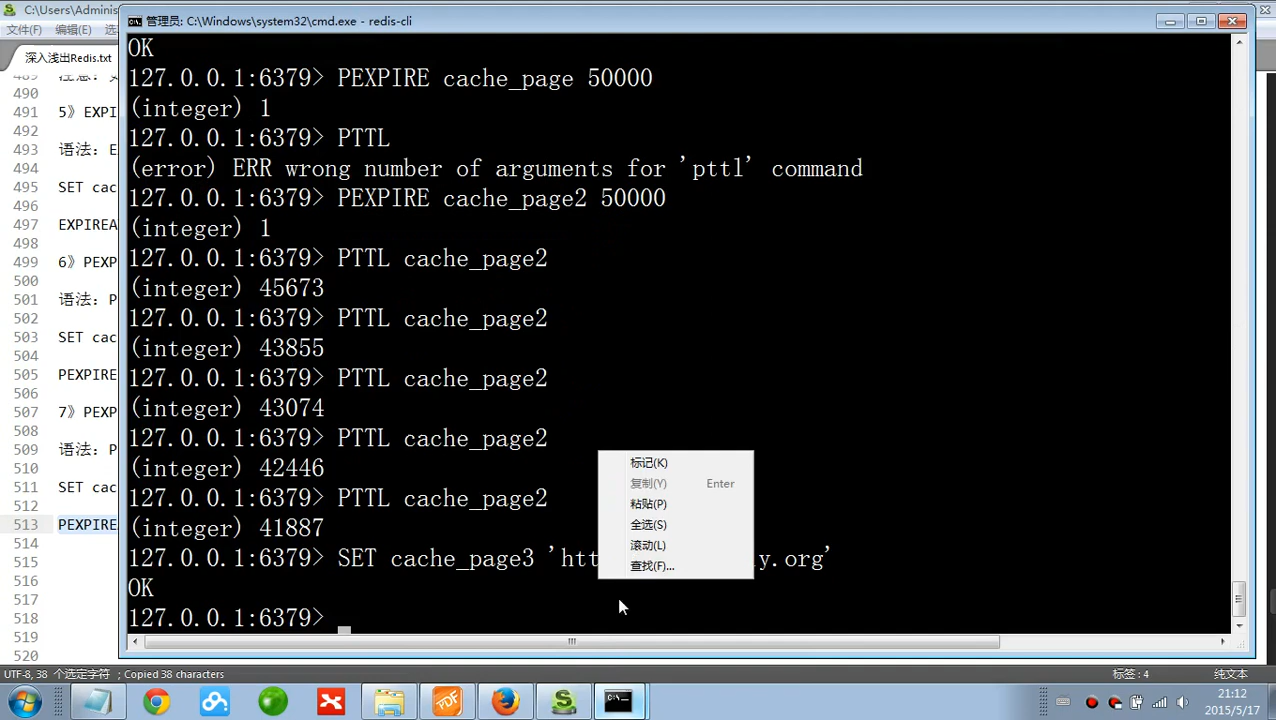 C:\Users\Adminis
管理员: C:\Windows\system32\cmd.exe - redis-cli
文件(F) 编辑(E)
深入浅出Redis.txt
OK
127.0.0.1:6379> PEXPIRE cache_page 50000
(integer) 1
127.0.0.1:6379> PTTL
(error) ERR wrong number of arguments for 'pttl' command
127.0.0.1:6379> PEXPIRE cache_page2 50000
(integer) 1
127.0.0.1:6379> PTTL cache_page2
(integer) 45673
127.0.0.1:6379> PTTL cache_page2
(integer) 43855
127.0.0.1:6379> PTTL cache_page2
(integer) 43074
127.0.0.1:6379> PTTL cache_page2
(integer) 42446
127.0.0.1:6379> PTTL cache_page2
(integer) 41887
127.0.0.1:6379> SET cache_page3 'htt y.org'
OK
127.0.0.1:6379>
标记(K)
复制(Y) Enter
粘贴(P)
全选(S)
滚动(L)
查找(F)...
490
491 5》EXPI
492
493 语法: E
494
495 SET cac
496
497 EXPIREA
498
499 6》PEXP
500
501 语法: P
502
503 SET cac
504
505 PEXPIRE
506
507 7》PEXP
508
509 语法: P
510
511 SET cac
512
513 PEXPIREA
514
515
516
517
518
519
520
UTF-8, 38 个选定字符 ; Copied 38 characters
标签: 4
纯文本
21:12
2015/5/17